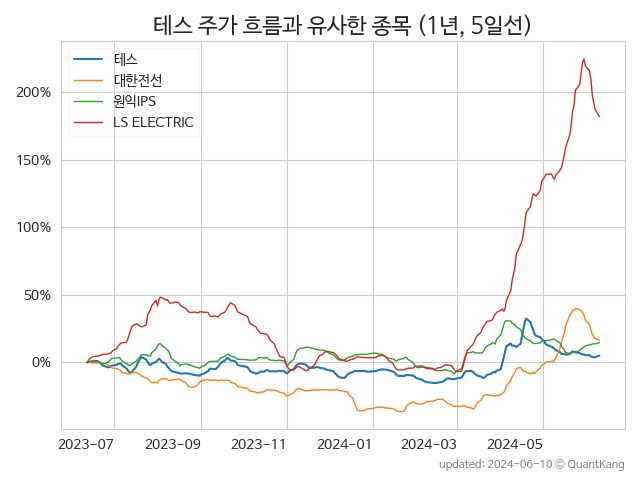 테스 주가 흐름과 유사한 종목 (1년, 5일선)
테스
대한전선
원익IPS
LS ELECTRIC
200%
150%
100%
50%
0%
2023-07 2023-09 2023-11 2024-01 2024-03 2024-05
updated: 2024-06-10 © QuantKang